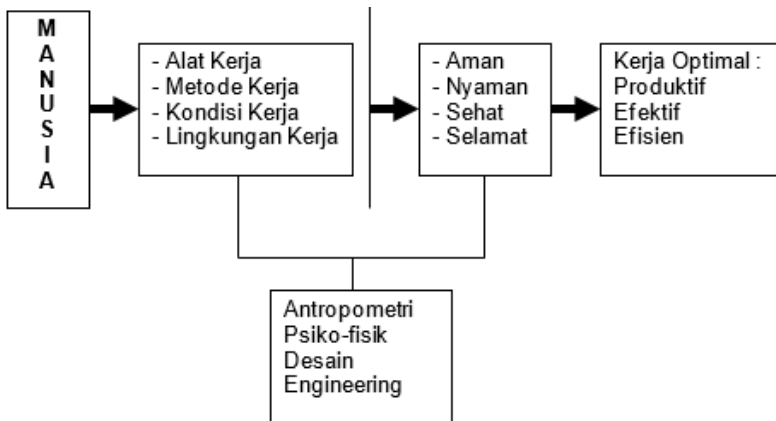 MANUSIA
- Alat Kerja
- Metode Kerja
- Kondisi Kerja
- Lingkungan Kerja
- Aman
- Nyaman
- Sehat
- Selamat
Kerja Optimal :
Produktif
Efektif
Efisien
Antropometri
Psiko-fisik
Desain
Engineering